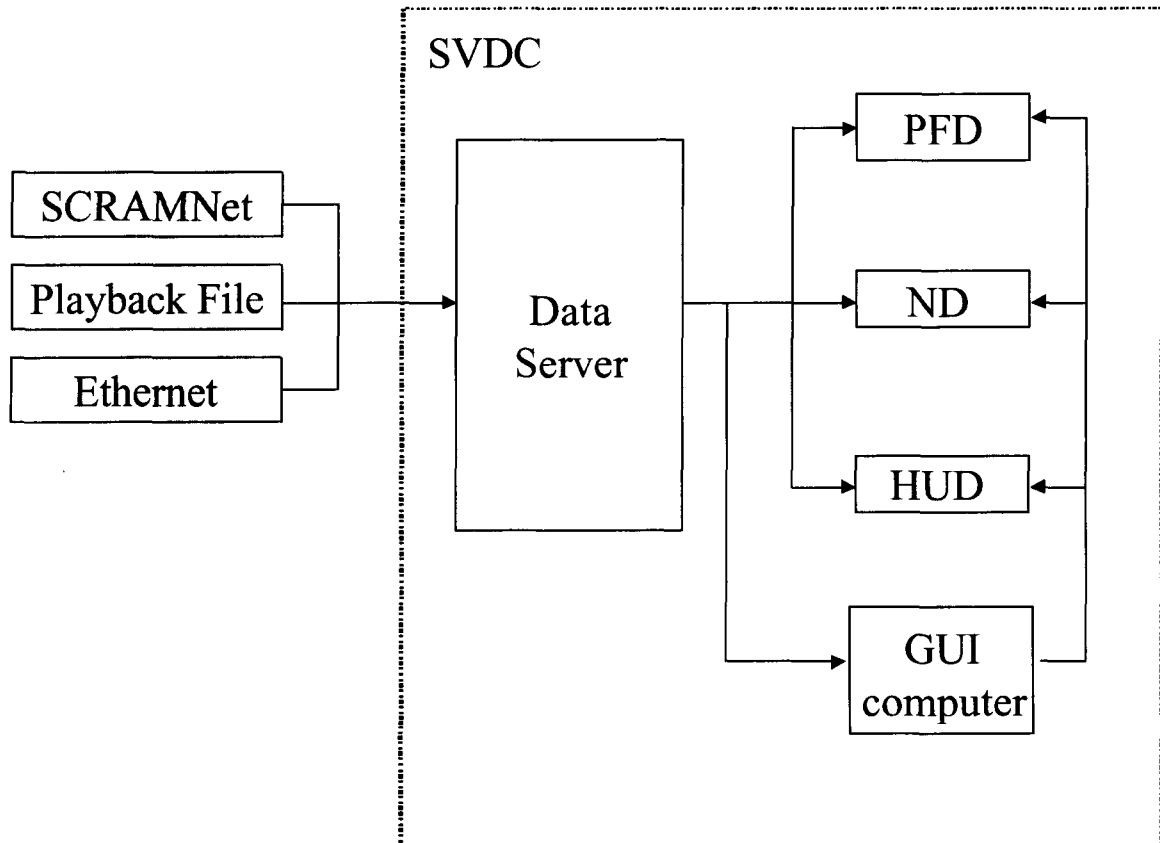 SVDC
SCRAMNet
Playback File
Ethernet
Data
Server
PFD
ND
HUD
GUI
computer